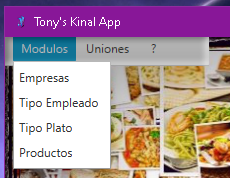 Tony's Kinal App
Modulos Uniones ?
Empresas
Tipo Empleado
Tipo Plato
Productos